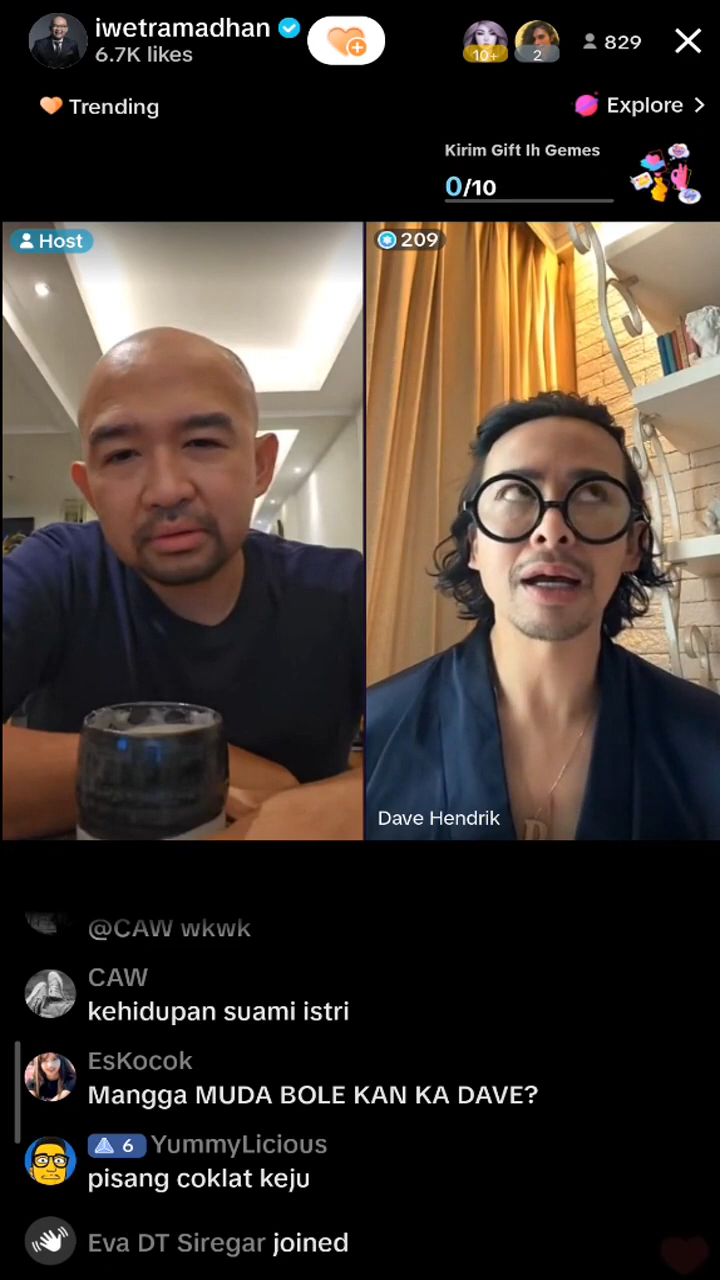 iwetramadhan
6.7K likes
10+
2
829
Trending
Explore
Kirim Gift Ih Gemes
0/10
Host
209
Dave Hendrik
@CAW wkwk
CAW
kehidupan suami istri
EsKocok
Mangga MUDA BOLE KAN KA DAVE?
6 YummyLicious
pisang coklat keju
Eva DT Siregar joined